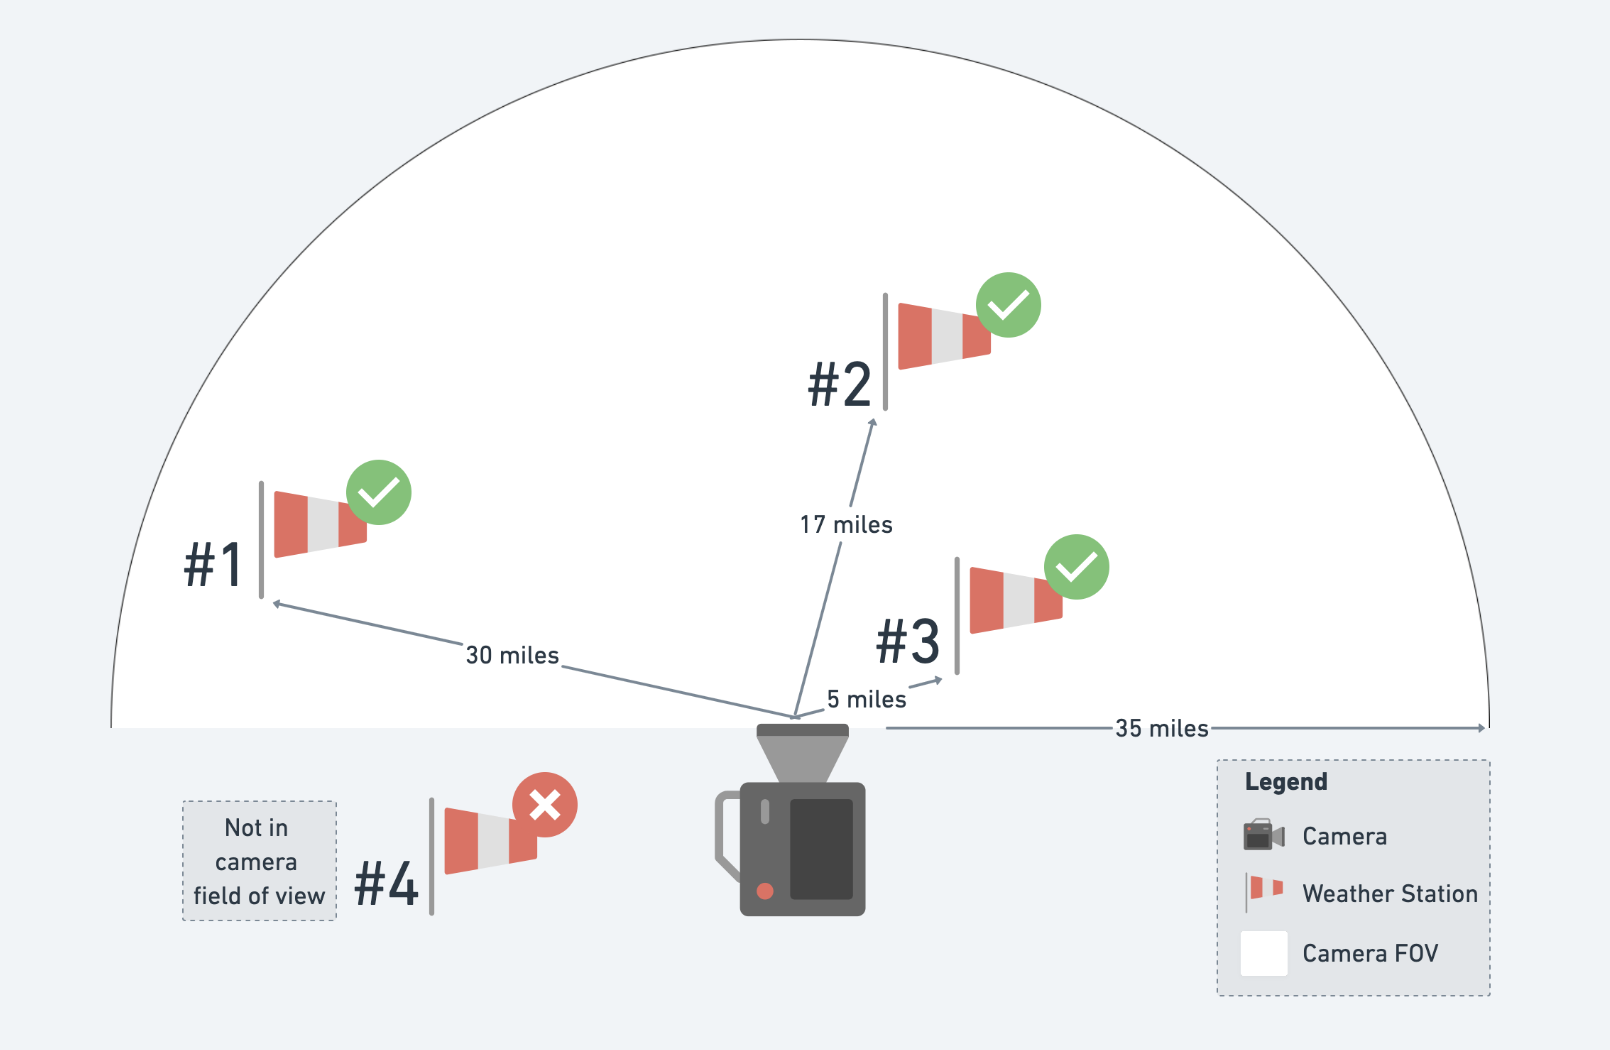 #2
17 miles
#1
#3
30 miles
5 miles
35 miles
Not in
camera
field of view
#4
Legend
Camera
Weather Station
Camera FOV